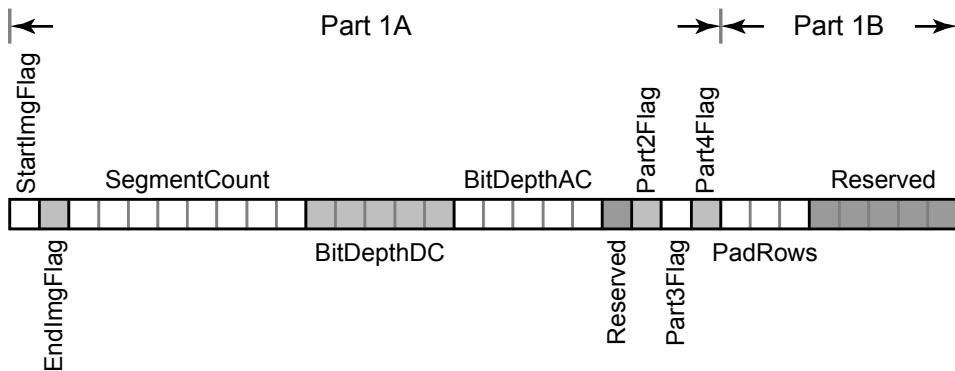 Part 1A
Part 1B
StartImgFlag
EndImgFlag
SegmentCount
BitDepthDC
BitDepthAC
Reserved
Part2Flag
Part3Flag
Part4Flag
PadRows
Reserved